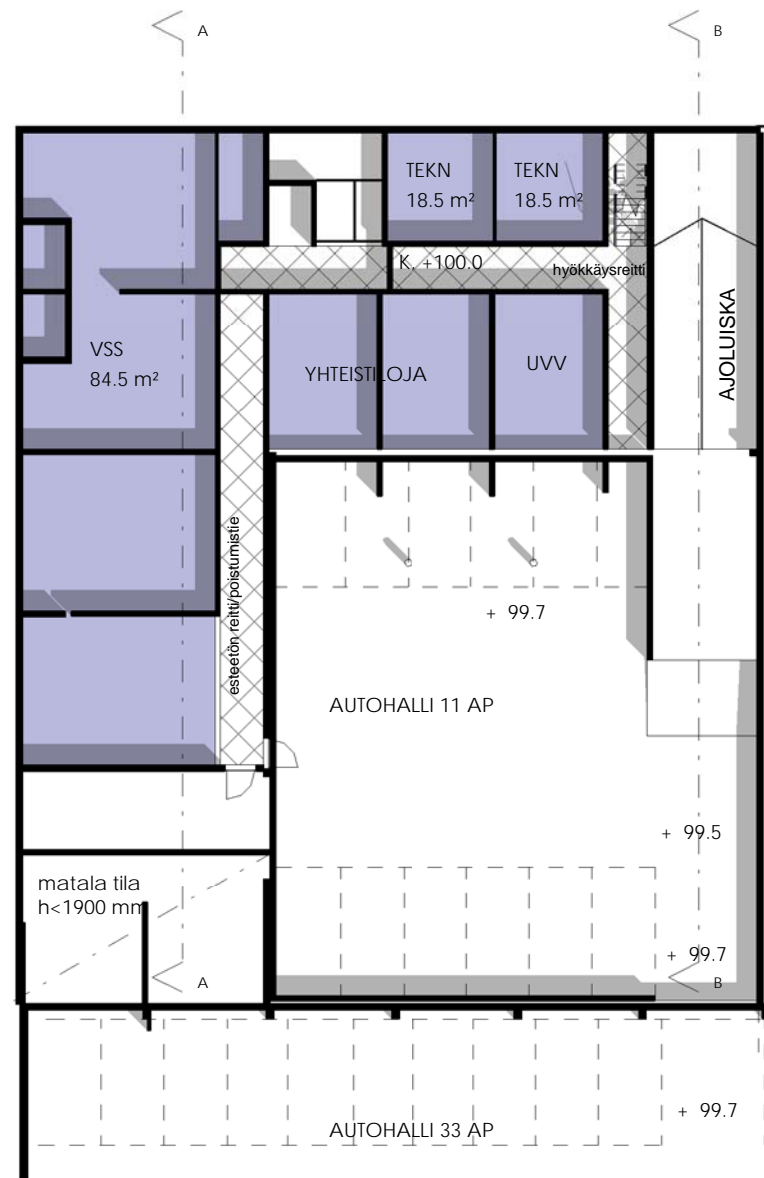 A
B
TEKN
18.5 m²
TEKN
18.5 m²
K. +100.0
hyökkäysreitti
VSS
84.5 m²
YHTEISTILOJA
UVV
AJOLUISKA
esteetön reitti/poistumistie
+ 99.7
AUTOHALLI 11 AP
+ 99.5
matala tila
h<1900 mm
+ 99.7
A
B
+ 99.7
AUTOHALLI 33 AP